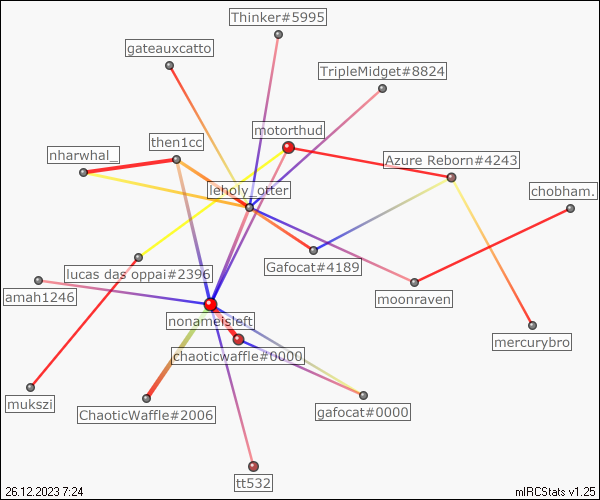 Thinker#5995
gateauxcatto
TripleMidget#8824
motorthud
then1cc
nharwhal_
Azure Reborn#4243
leholy_otter
chobham.
Gafocat#4189
lucas das oppai#2396
amah1246
moonraven
nonameisleft
mercurybro
chaoticwaffle#0000
mukszi
ChaoticWaffle#2006
gafocat#0000
tt532
26.12.2023 7:24
mIRCStats v1.25